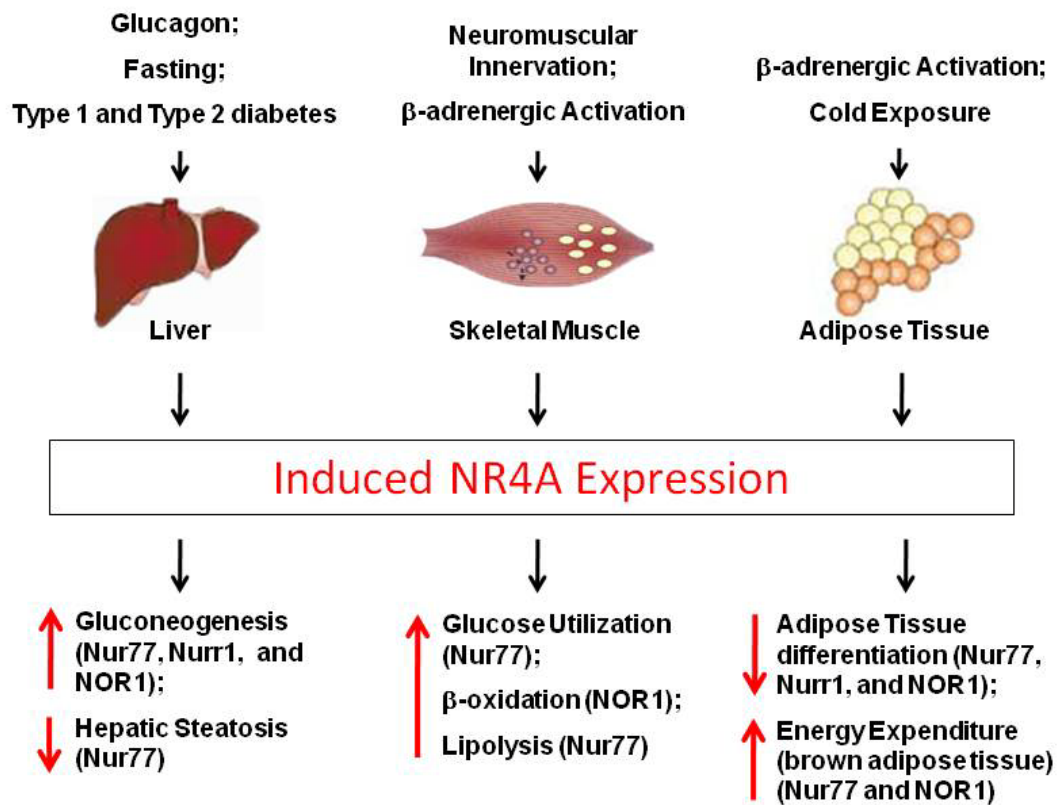 Glucagon;
Fasting;
Type 1 and Type 2 diabetes
Neuromuscular
Innervation;
β-adrenergic Activation
β-adrenergic Activation;
Cold Exposure
Liver
Skeletal Muscle
Adipose Tissue
Induced NR4A Expression
Gluconeogenesis
(Nur77, Nurr1, and
NOR1);
Hepatic Steatosis
(Nur77)
Glucose Utilization
(Nur77);
β-oxidation (NOR1);
Lipolysis (Nur77)
Adipose Tissue
differentiation (Nur77,
Nurr1, and NOR1);
Energy Expenditure
(brown adipose tissue)
(Nur77 and NOR1)